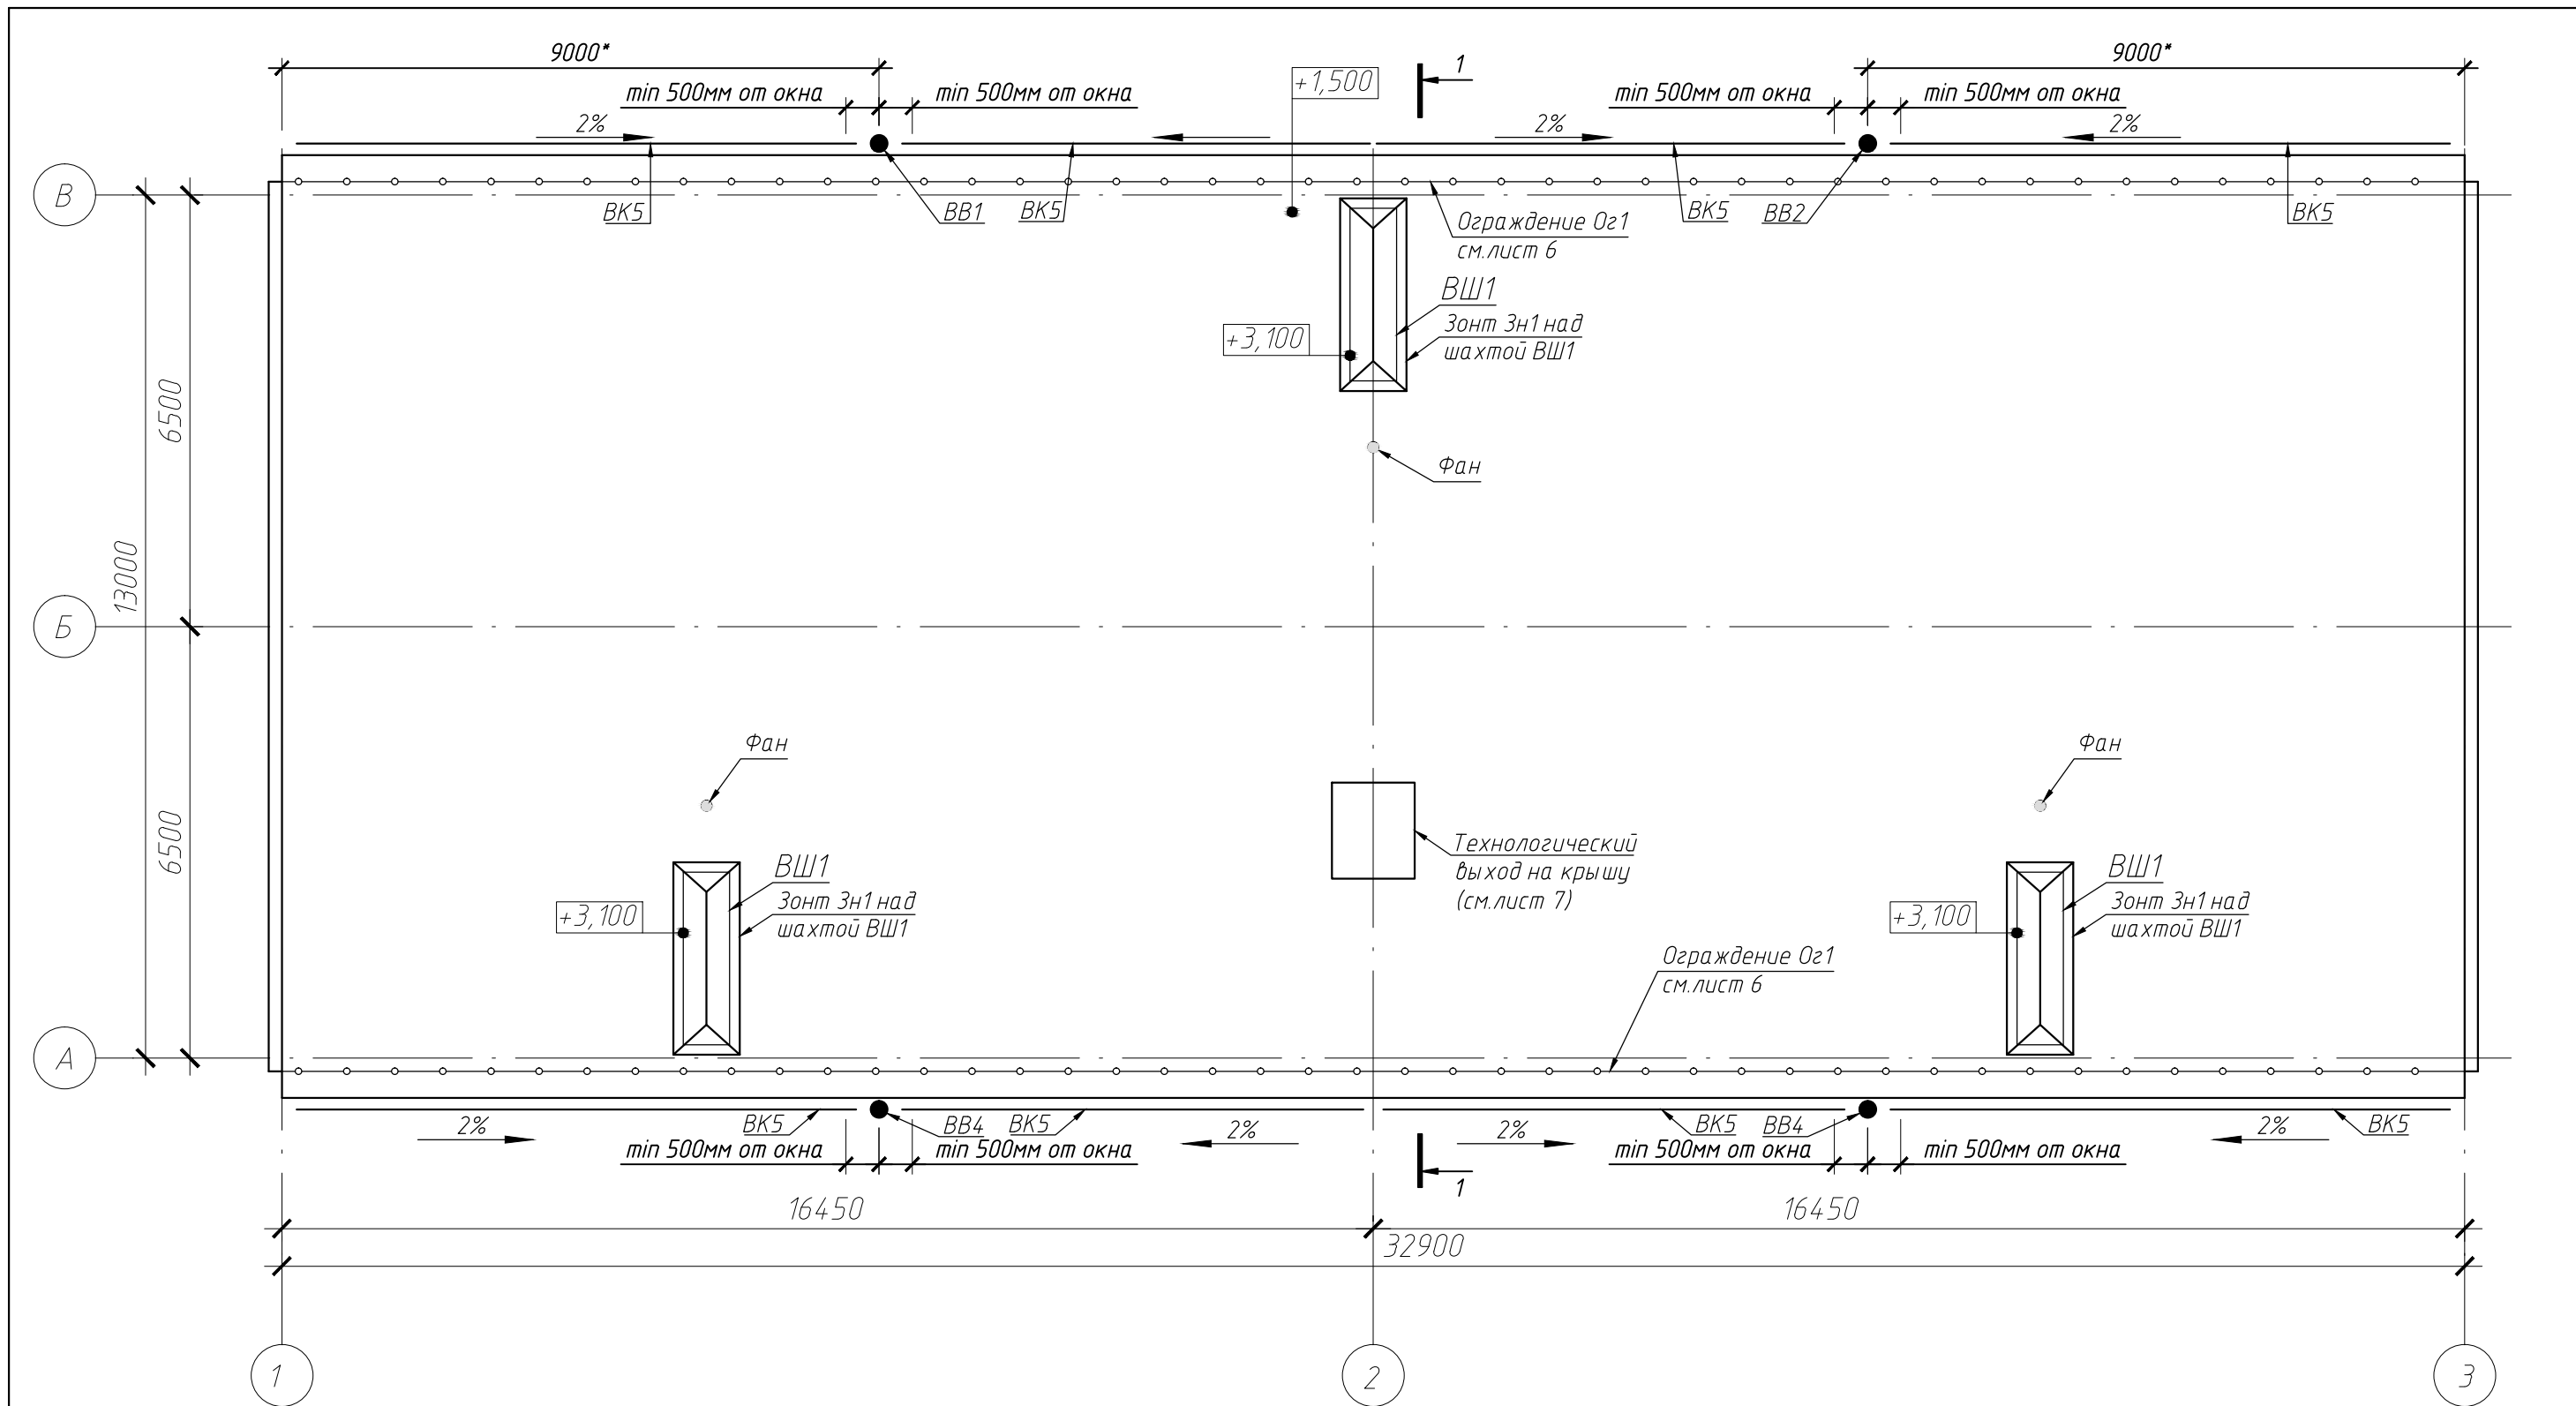 9000*
9000*
1
+1,500
min 500мм от окна
min 500мм от окна
min 500мм от окна
min 500мм от окна
2%
2%
2%
В
ВК5
ВВ1
ВК5
ВК5
ВВ2
ВК5
Ограждение Ог1
см.лист 6
ВШ1
+3,100
Зонт Зн1 над
шахтой ВШ1
6500
Фан
13000
Б
Фан
Фан
6500
Технологический
выход на крышу
(см.лист 7)
ВШ1
ВШ1
+3,100
Зонт Зн1 над
шахтой ВШ1
+3,100
Зонт Зн1 над
шахтой ВШ1
Ограждение Ог1
см.лист 6
А
2%
ВК5
ВВ4
ВК5
2%
2%
ВК5
ВВ4
2%
ВК5
min 500мм от окна
min 500мм от окна
min 500мм от окна
min 500мм от окна
1
16450
16450
32900
1
2
3